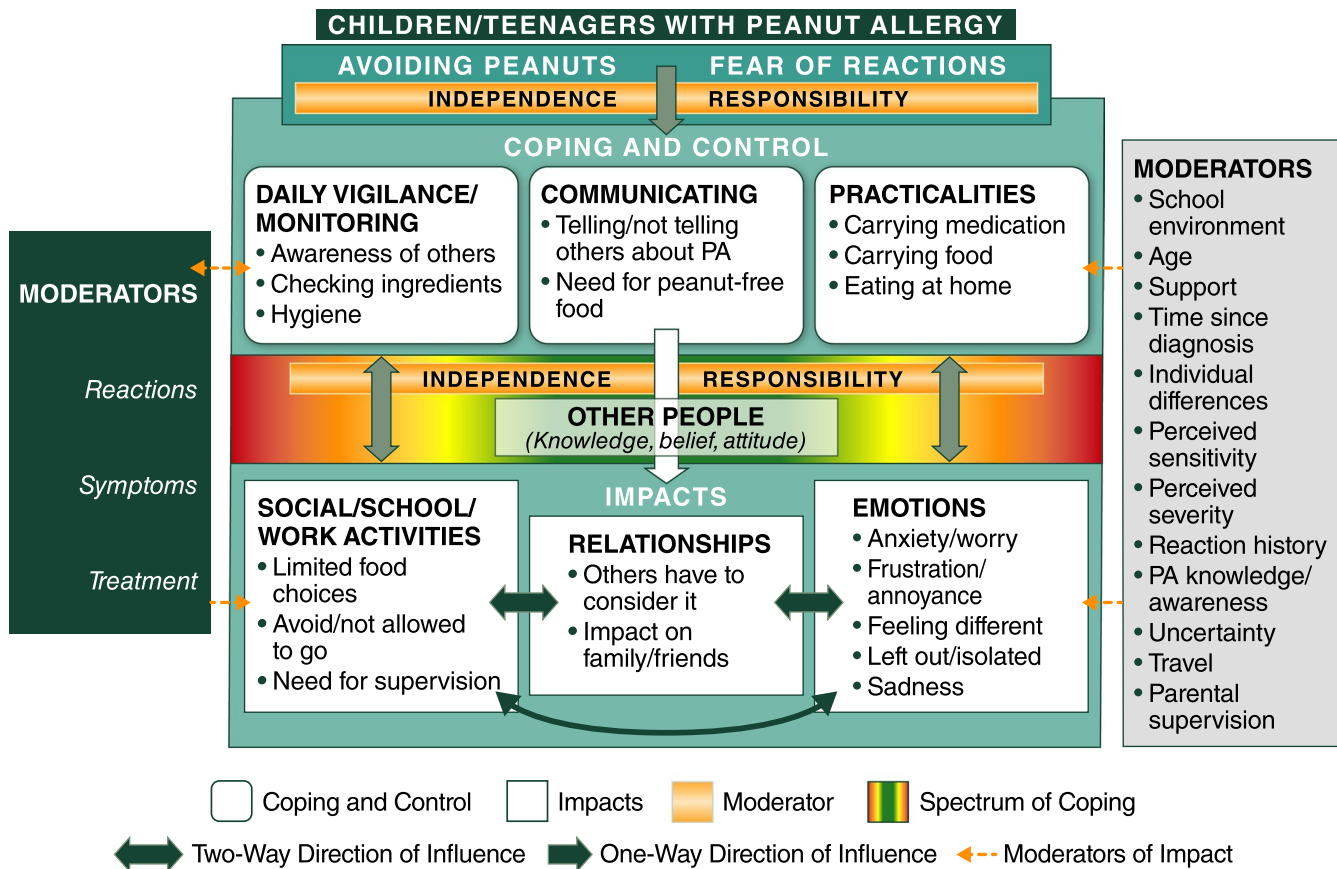 CHILDREN/TEENAGERS WITH PEANUT ALLERGY
AVOIDING PEANUTS
FEAR OF REACTIONS
INDEPENDENCE
RESPONSIBILITY
COPING AND CONTROL
DAILY VIGILANCE/
MONITORING
• Awareness of others
• Checking ingredients
• Hygiene
COMMUNICATING
• Telling/not telling
others about PA
• Need for peanut-free
food
PRACTICALITIES
• Carrying medication
• Carrying food
• Eating at home
MODERATORS
Reactions
Symptoms
Treatment
INDEPENDENCE
RESPONSIBILITY
OTHER PEOPLE
(Knowledge, belief, attitude)
IMPACTS
SOCIAL/SCHOOL/
WORK ACTIVITIES
• Limited food
choices
• Avoid/not allowed
to go
• Need for supervision
RELATIONSHIPS
• Others have to
consider it
• Impact on
family/friends
EMOTIONS
• Anxiety/worry
• Frustration/
annoyance
• Feeling different
• Left out/isolated
• Sadness
MODERATORS
• School
environment
• Age
• Support
• Time since
diagnosis
• Individual
differences
• Perceived
sensitivity
• Perceived
severity
• Reaction history
• PA knowledge/
awareness
• Uncertainty
• Travel
• Parental
supervision
Coping and Control
Impacts
Moderator
Spectrum of Coping
Two-Way Direction of Influence
One-Way Direction of Influence
Moderators of Impact